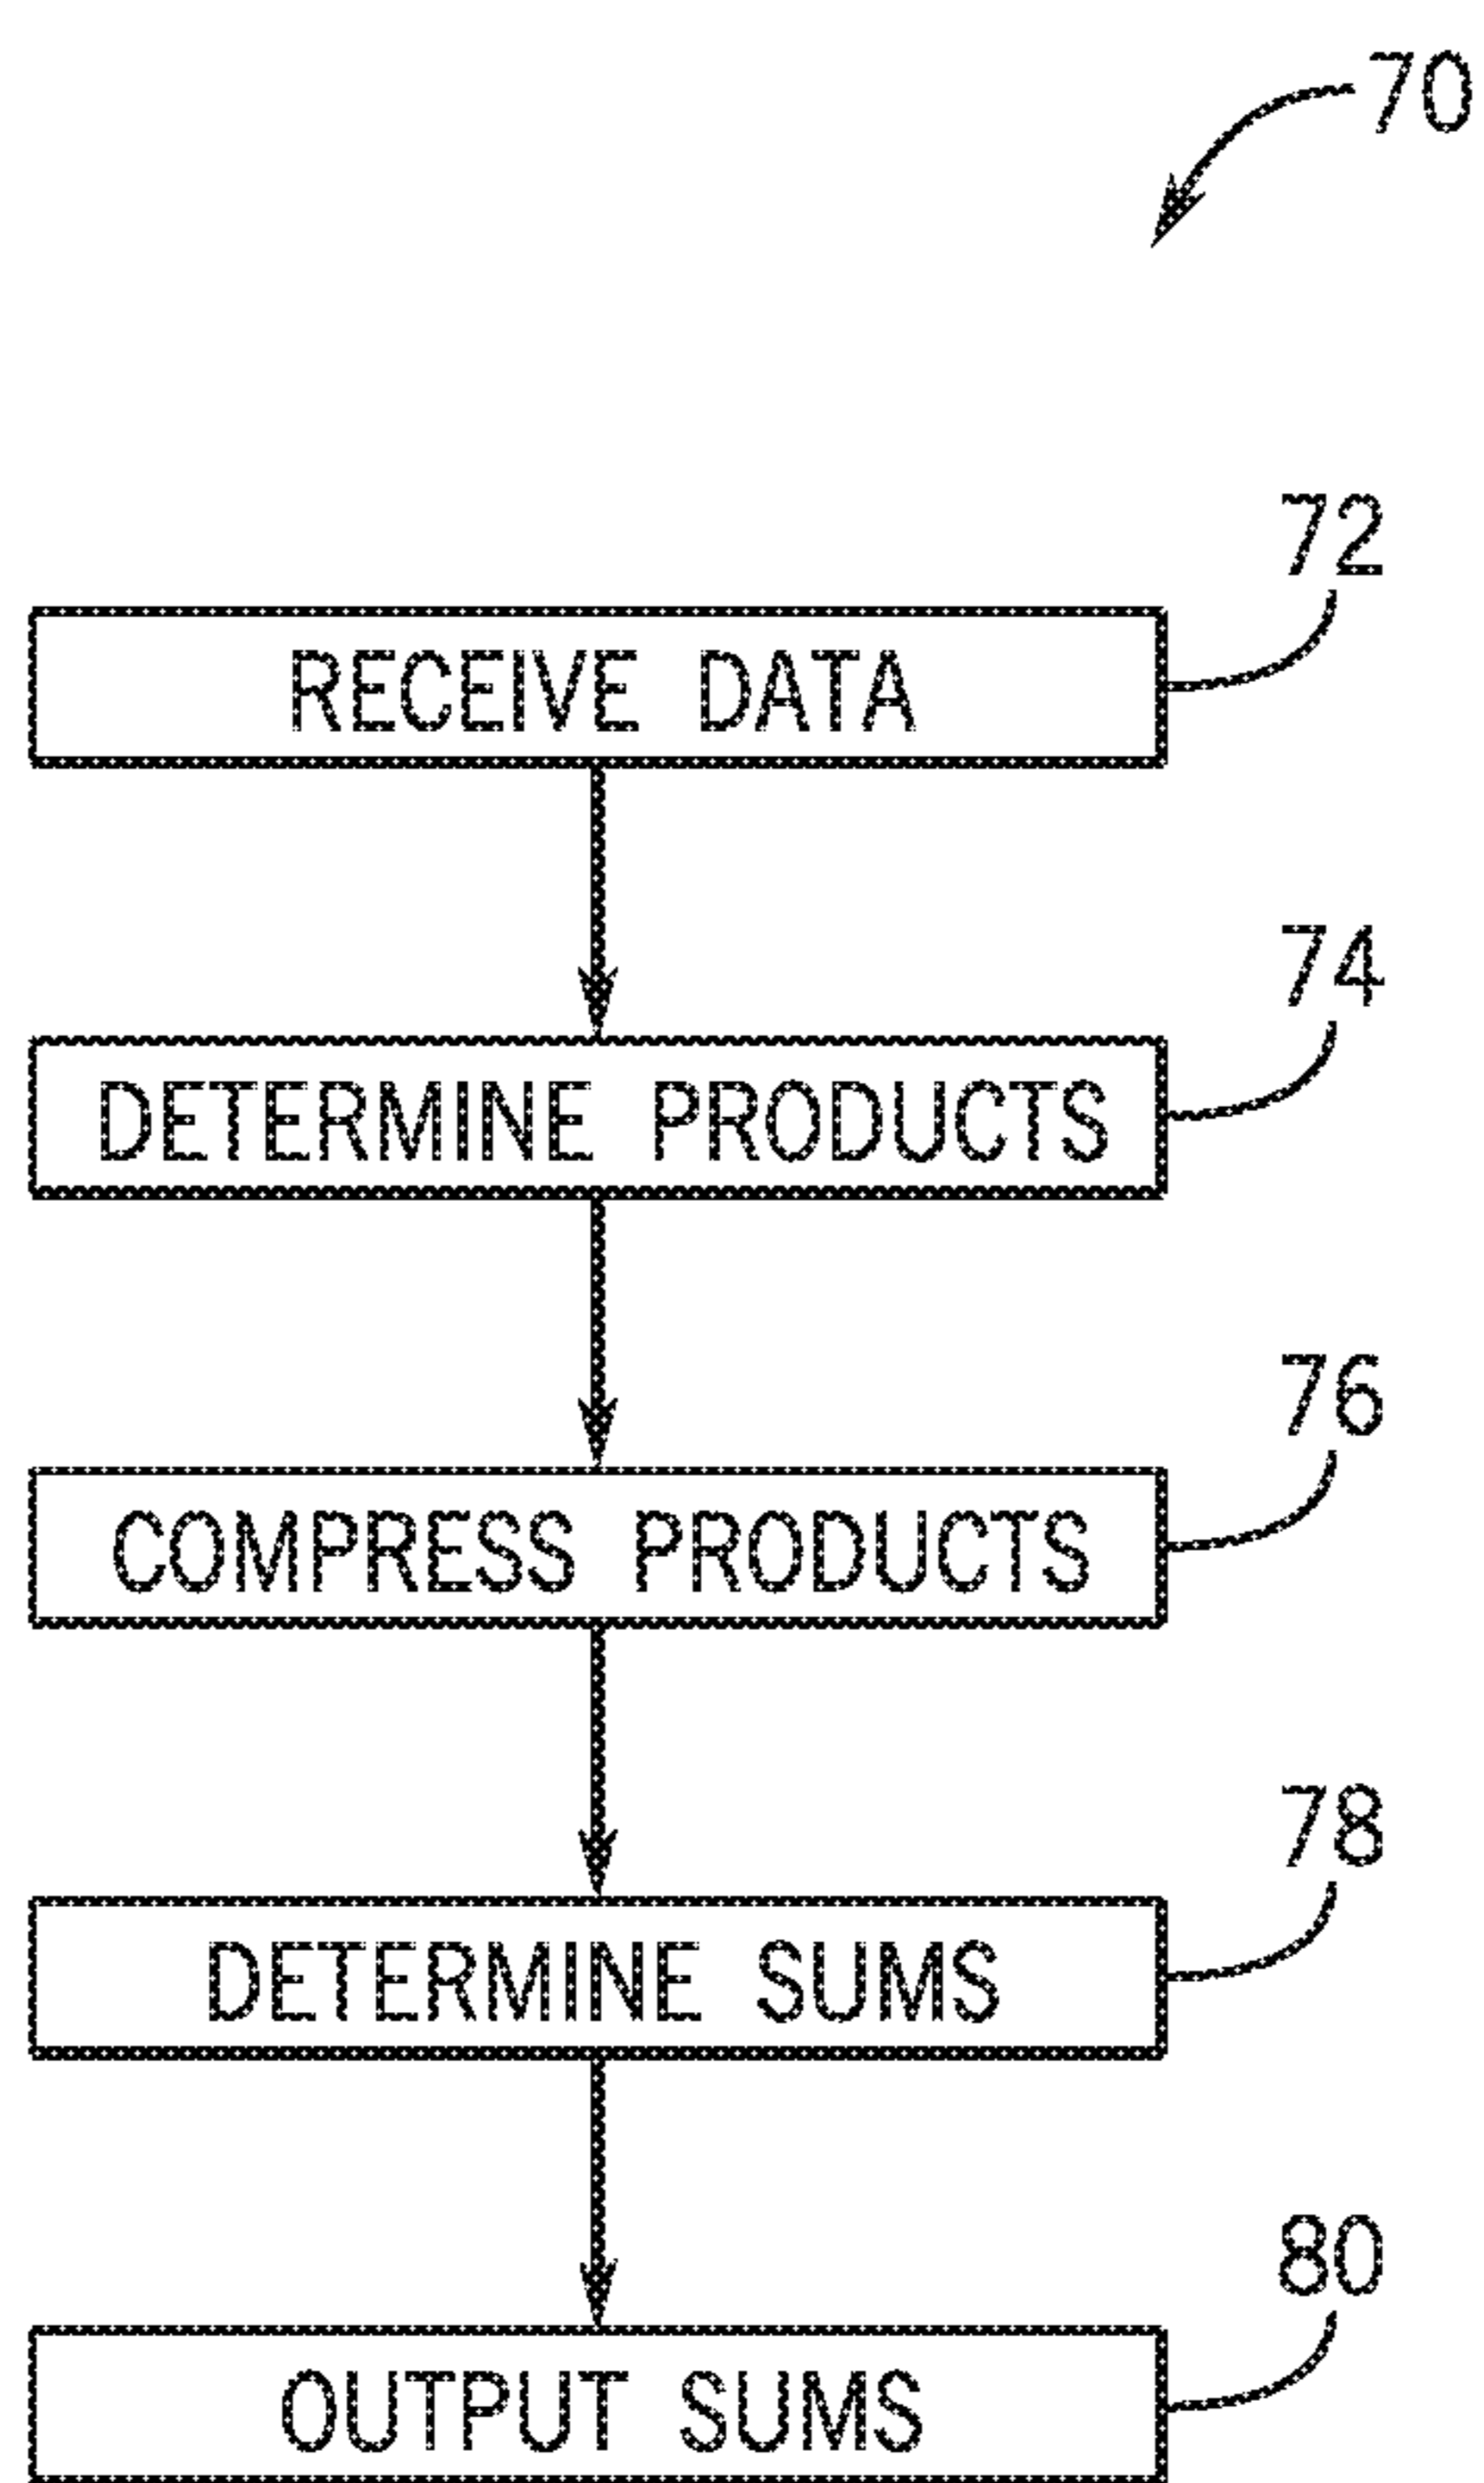 70
72
RECEIVE DATA
74
DETERMINE PRODUCTS
76
COMPRESS PRODUCTS
78
DETERMINE SUMS
80
OUTPUT SUMS